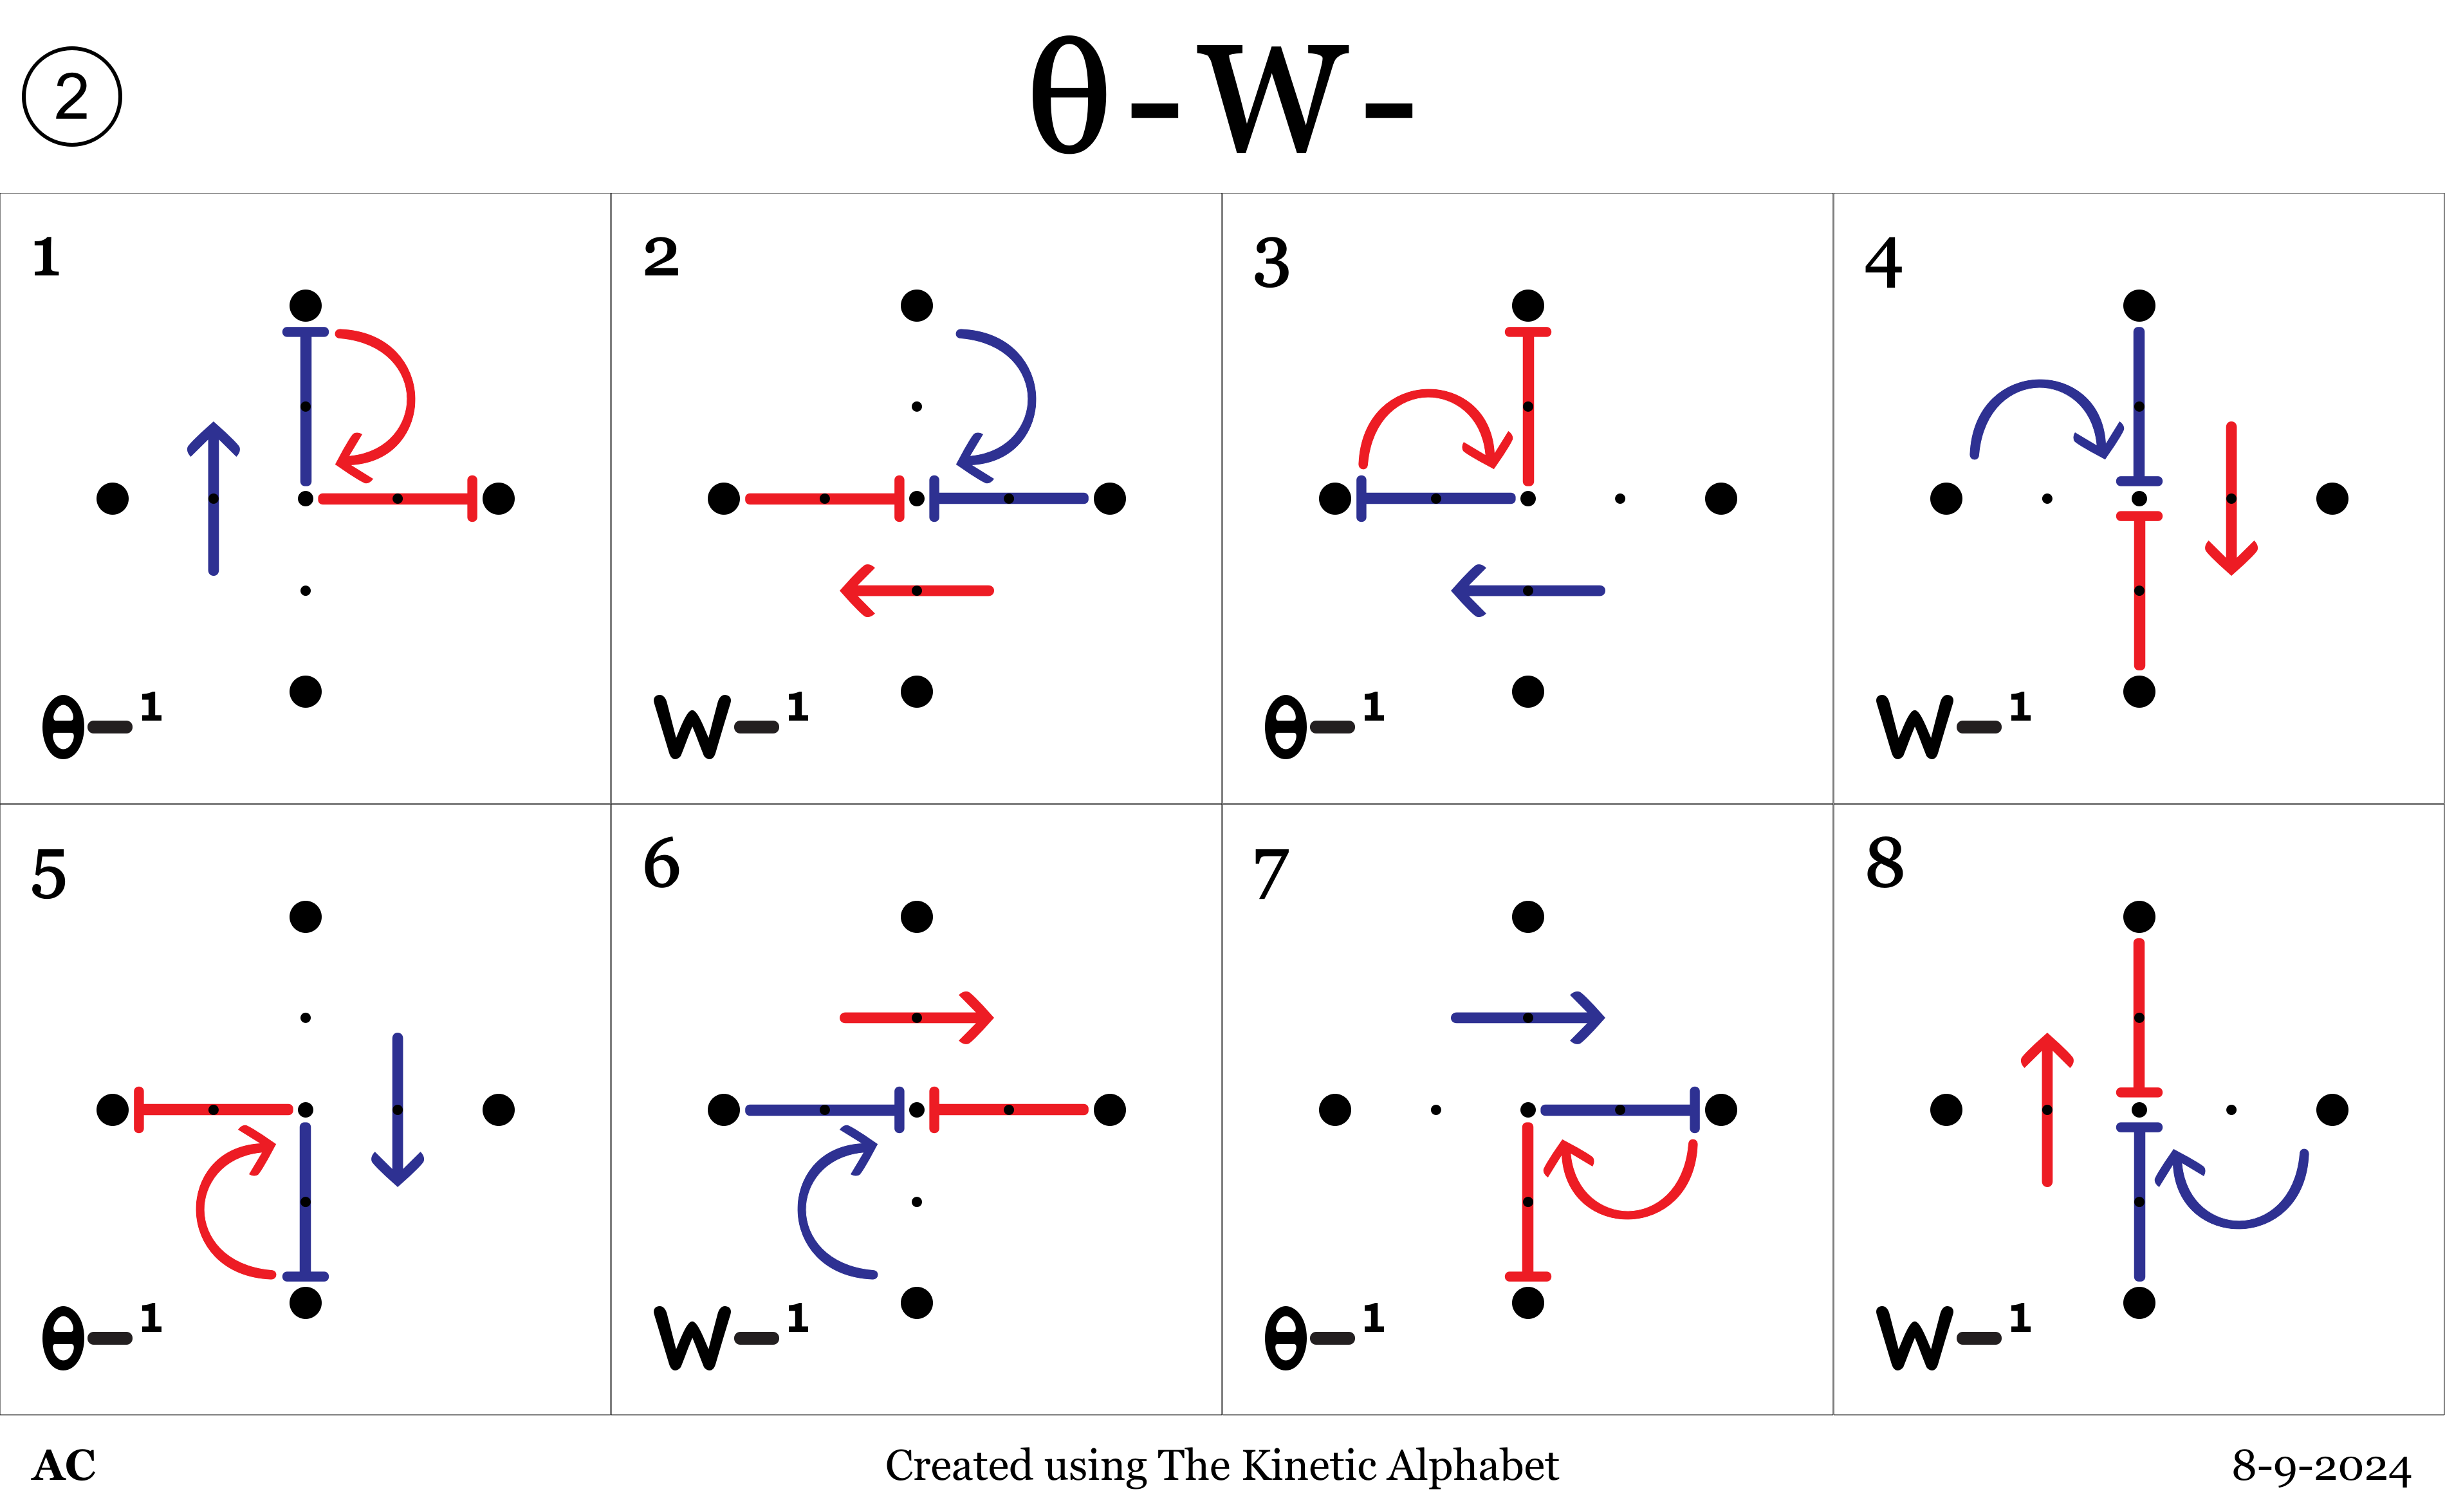 2
θ-W-
1
θ-¹
2
W-¹
3
θ-¹
4
W-¹
5
θ-¹
6
W-¹
7
θ-¹
8
W-¹
AC
Created using The Kinetic Alphabet
8-9-2024